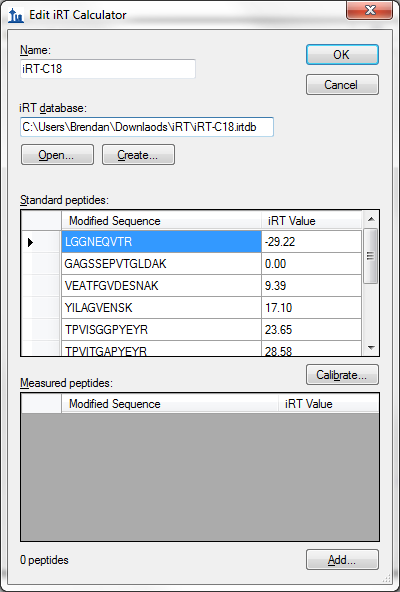 Edit iRT Calculator
Name:
iRT-C18
OK
Cancel
iRT database:
C:\Users\Brendan\Downlaods\iRT\iRT-C18.irtdb
Open...
Create...
Standard peptides:
Modified Sequence iRT Value
LGGNEQVTR -29.22
GAGSSEPVTGLDAK 0.00
VEATFGVDESNAK 9.39
YILAGVENSK 17.10
TPVISGGPYEYR 23.65
TPVITGAPYEYR 28.58
Calibrate...
Measured peptides:
Modified Sequence iRT Value
0 peptides
Add...